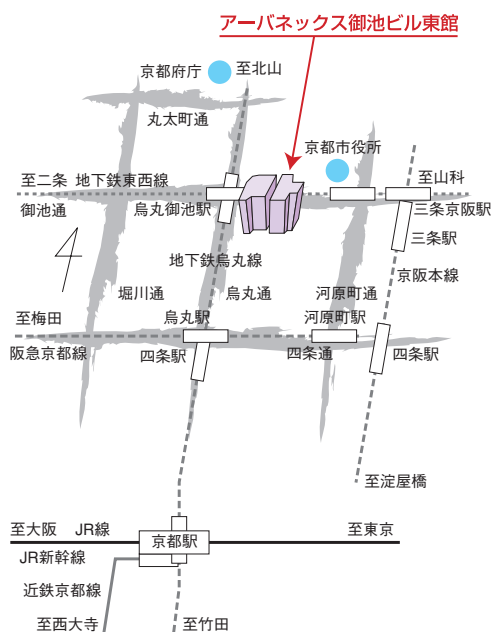 アーバネックス御池ビル東館
京都府庁
至北山
丸太町通
京都市役所
至二条 地下鉄東西線
至山科
御池通
烏丸御池駅
三条京阪駅
三条駅
地下鉄烏丸線
京阪本線
堀川通
烏丸通
河原町通
至梅田
烏丸駅
河原町駅
阪急京都線
四条駅
四条通
四条駅
至淀屋橋
至大阪 JR線
京都駅
至東京
JR新幹線
近鉄京都線
至西大寺
至竹田